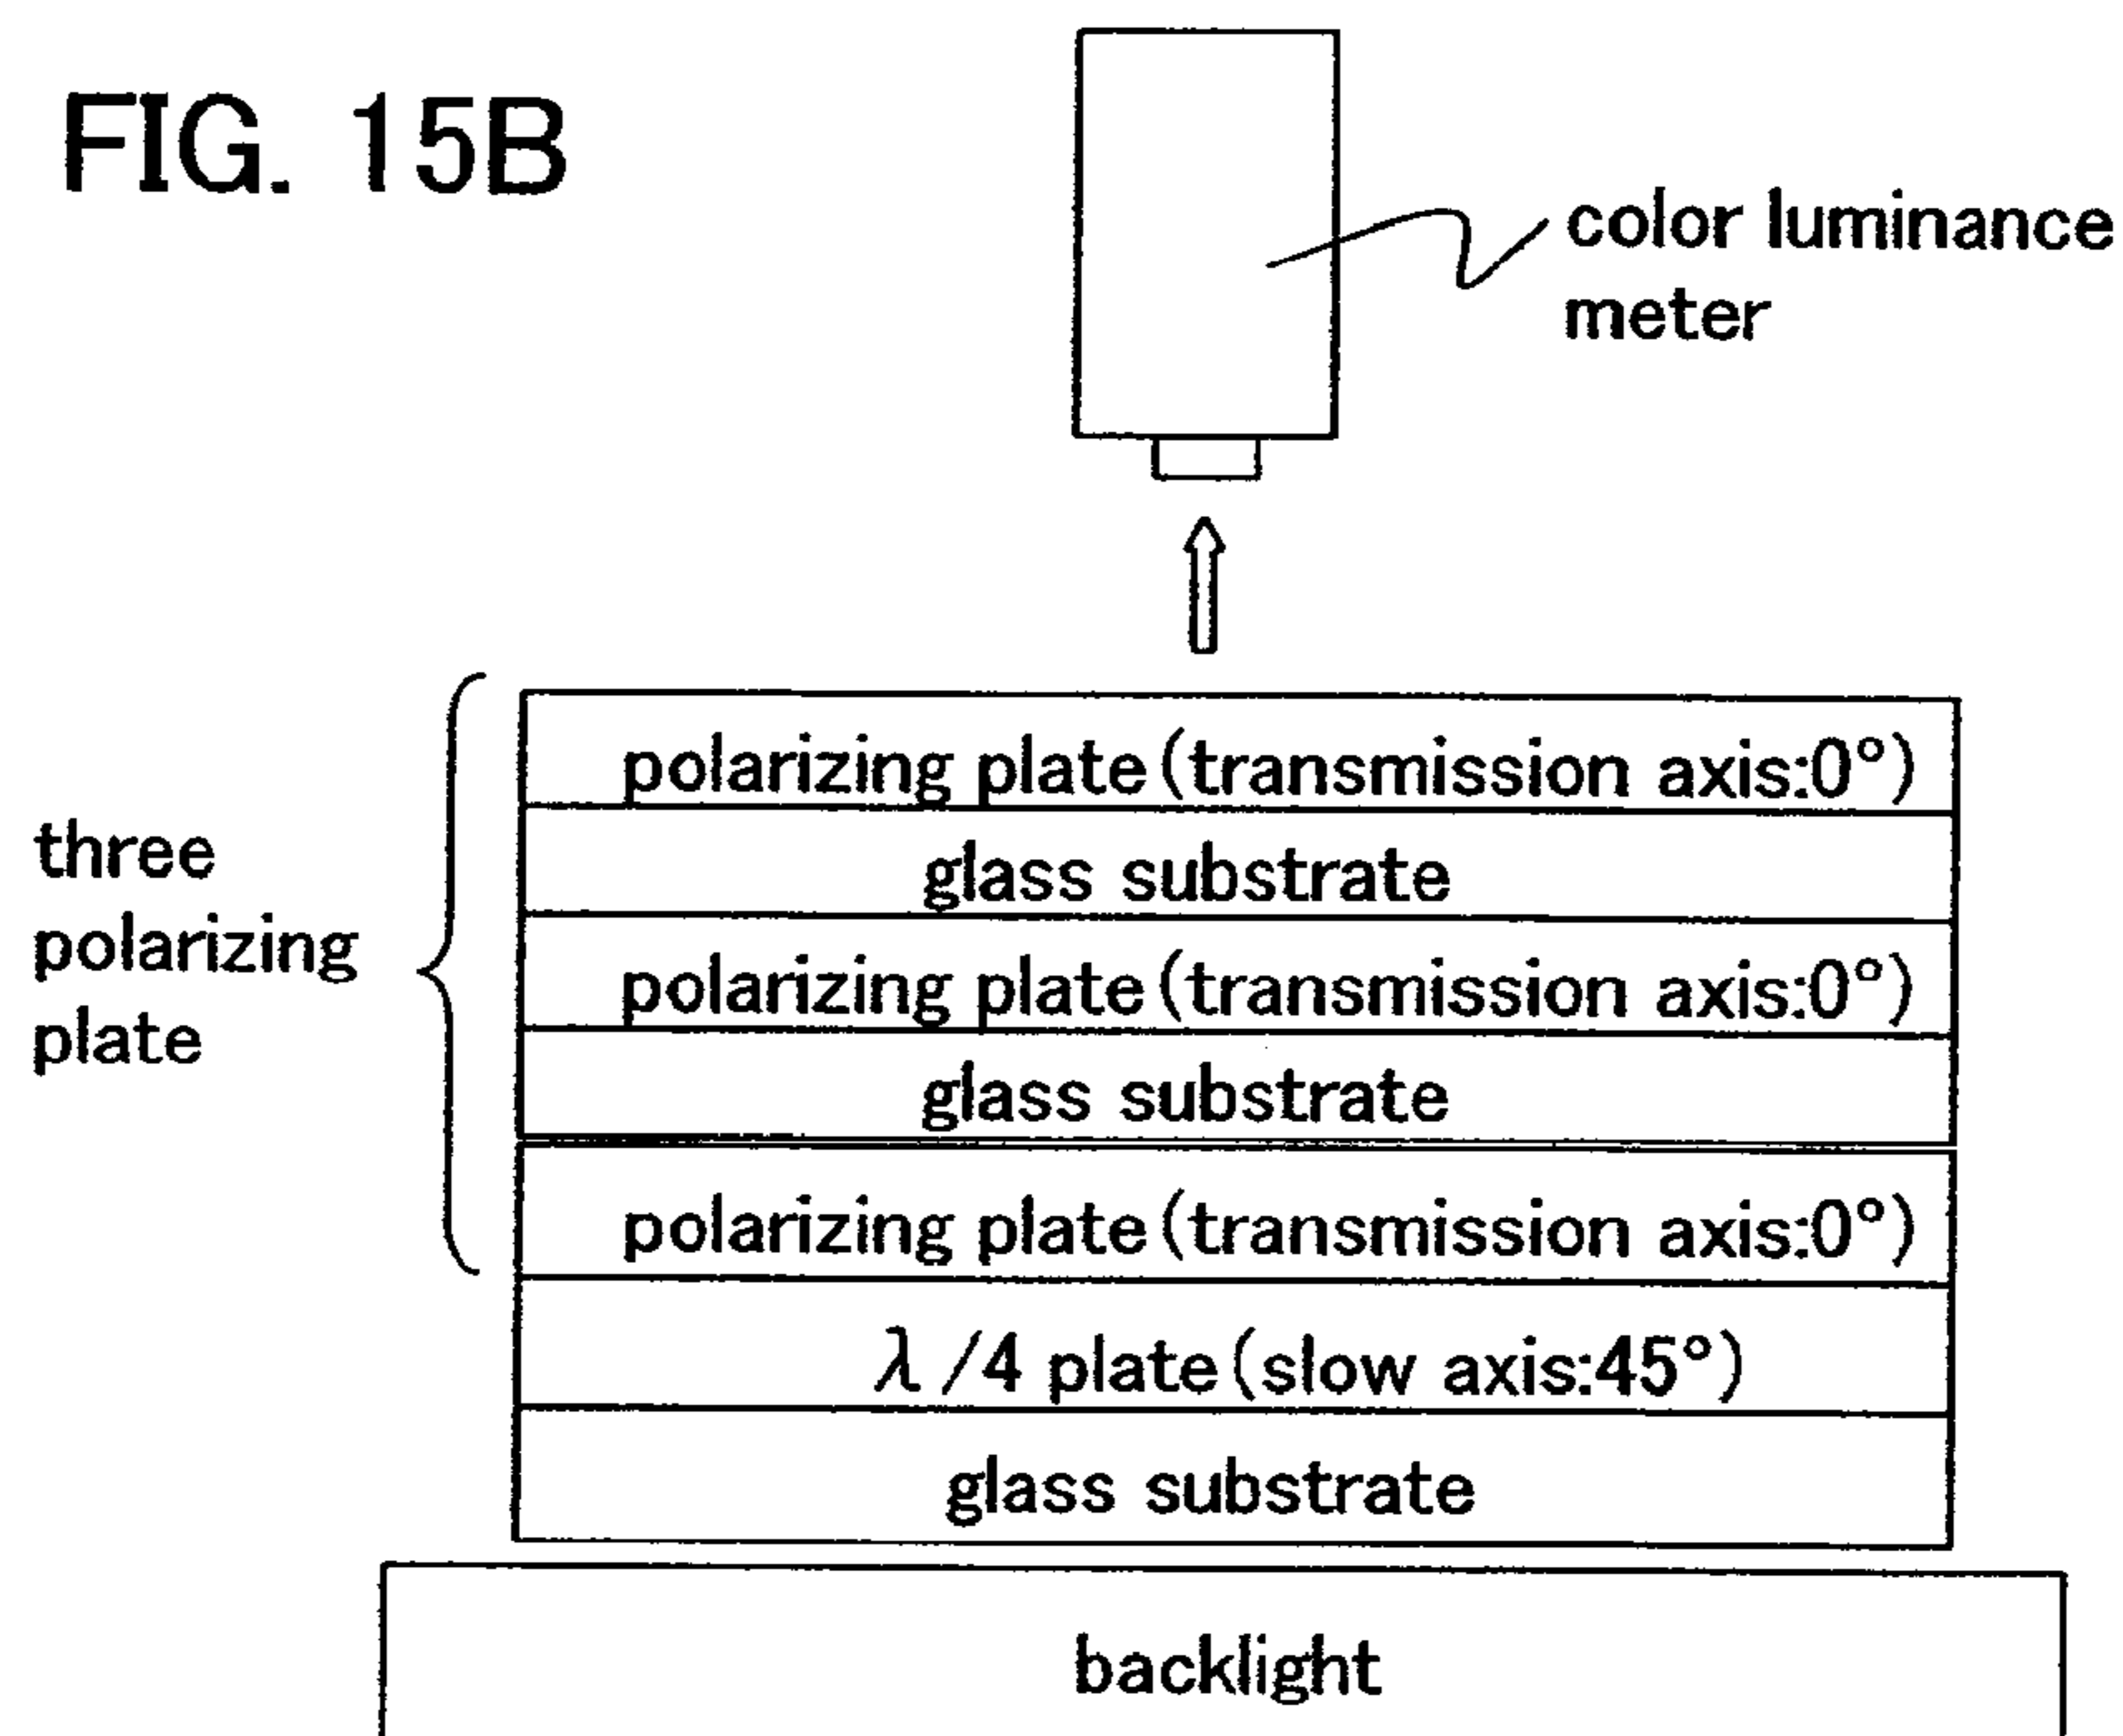 FIG. 15B
color luminance
meter
three
polarizing
plate
polarizing plate(transmission axis:0°)
glass substrate
polarizing plate(transmission axis:0°)
glass substrate
polarizing plate(transmission axis:0°)
λ/4 plate(slow axis:45°)
glass substrate
backlight